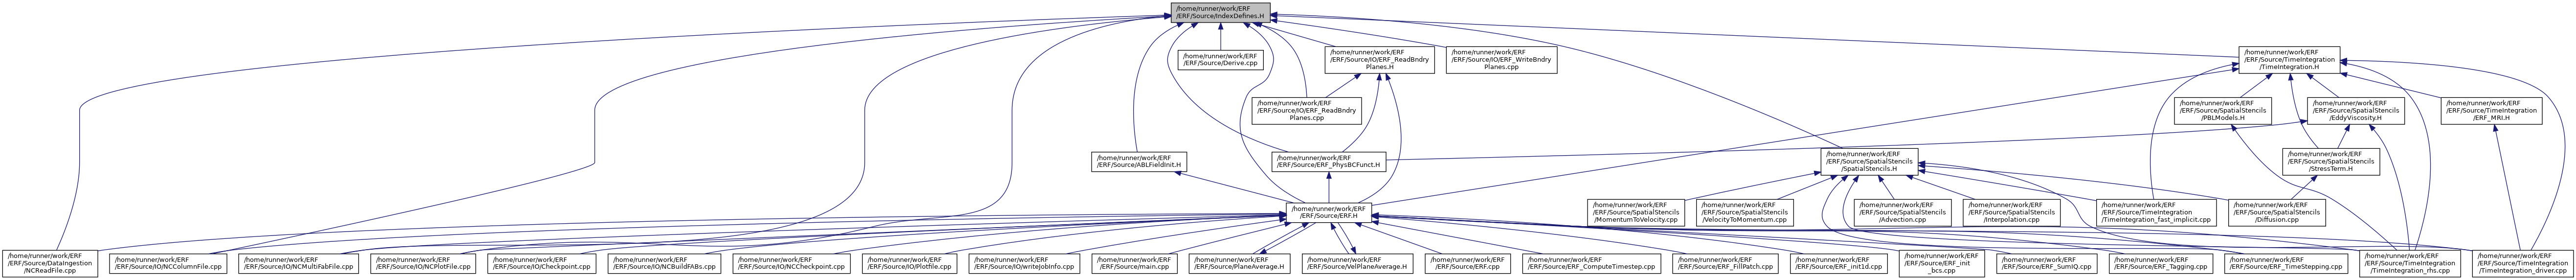 /home/runner/work/ERF
/ERF/Source/IndexDefines.H
/home/runner/work/ERF
/ERF/Source/Derive.cpp
/home/runner/work/ERF
/ERF/Source/IO/ERF_ReadBndry
Planes.H
/home/runner/work/ERF
/ERF/Source/IO/ERF_WriteBndry
Planes.cpp
/home/runner/work/ERF
/ERF/Source/TimeIntegration
/TimeIntegration.H
/home/runner/work/ERF
/ERF/Source/IO/ERF_ReadBndry
Planes.cpp
/home/runner/work/ERF
/ERF/Source/SpatialStencils
/PBLModels.H
/home/runner/work/ERF
/ERF/Source/SpatialStencils
/EddyViscosity.H
/home/runner/work/ERF
/ERF/Source/TimeIntegration
/ERF_MRI.H
/home/runner/work/ERF
/ERF/Source/ABLFieldInit.H
/home/runner/work/ERF
/ERF/Source/ERF_PhysBCFunct.H
/home/runner/work/ERF
/ERF/Source/SpatialStencils
/SpatialStencils.H
/home/runner/work/ERF
/ERF/Source/SpatialStencils
/StressTerm.H
/home/runner/work/ERF
/ERF/Source/ERF.H
/home/runner/work/ERF
/ERF/Source/SpatialStencils
/MomentumToVelocity.cpp
/home/runner/work/ERF
/ERF/Source/SpatialStencils
/VelocityToMomentum.cpp
/home/runner/work/ERF
/ERF/Source/SpatialStencils
/Advection.cpp
/home/runner/work/ERF
/ERF/Source/SpatialStencils
/Interpolation.cpp
/home/runner/work/ERF
/ERF/Source/TimeIntegration
/TimeIntegration_fast_implicit.cpp
/home/runner/work/ERF
/ERF/Source/SpatialStencils
/Diffusion.cpp
/home/runner/work/ERF
/ERF/Source/DataIngestion
/NCReadFile.cpp
/home/runner/work/ERF
/ERF/Source/IO/NCColumnFile.cpp
/home/runner/work/ERF
/ERF/Source/IO/NCMultiFabFile.cpp
/home/runner/work/ERF
/ERF/Source/IO/NCPlotFile.cpp
/home/runner/work/ERF
/ERF/Source/IO/Checkpoint.cpp
/home/runner/work/ERF
/ERF/Source/IO/NCBuildFABs.cpp
/home/runner/work/ERF
/ERF/Source/IO/NCCheckpoint.cpp
/home/runner/work/ERF
/ERF/Source/IO/Plotfile.cpp
/home/runner/work/ERF
/ERF/Source/IO/writeJobInfo.cpp
/home/runner/work/ERF
/ERF/Source/main.cpp
/home/runner/work/ERF
/ERF/Source/PlaneAverage.H
/home/runner/work/ERF
/ERF/Source/VelPlaneAverage.H
/home/runner/work/ERF
/ERF/Source/ERF.cpp
/home/runner/work/ERF
/ERF/Source/ERF_ComputeTimestep.cpp
/home/runner/work/ERF
/ERF/Source/ERF_FillPatch.cpp
/home/runner/work/ERF
/ERF/Source/ERF_init1d.cpp
/home/runner/work/ERF
/ERF/Source/ERF_init
_bcs.cpp
/home/runner/work/ERF
/ERF/Source/ERF_SumIQ.cpp
/home/runner/work/ERF
/ERF/Source/ERF_Tagging.cpp
/home/runner/work/ERF
/ERF/Source/ERF_TimeStepping.cpp
/home/runner/work/ERF
/ERF/Source/TimeIntegration
/TimeIntegration_rhs.cpp
/home/runner/work/ERF
/ERF/Source/TimeIntegration
/TimeIntegration_driver.cpp